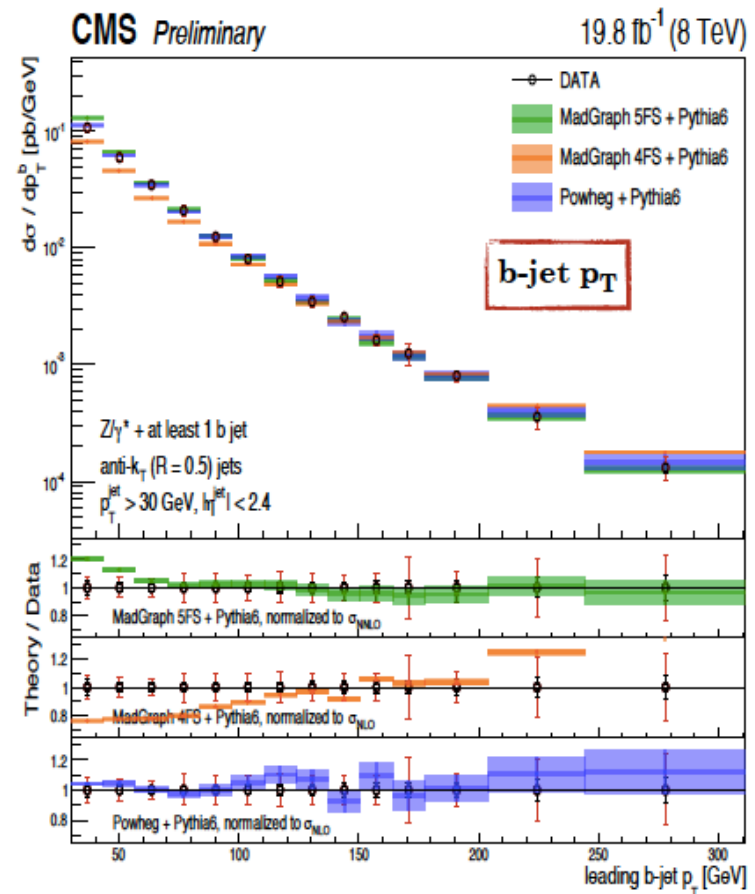 CMS Preliminary 19.8 fb⁻¹ (8 TeV)
dσ / dp_T^b [pb/GeV]
DATA
MadGraph 5FS + Pythia6
MadGraph 4FS + Pythia6
Powheg + Pythia6
b-jet p_T
10⁻¹
10⁻²
10⁻³
10⁻⁴
Z/γ* + at least 1 b jet
anti-k_T (R = 0.5) jets
p_T^jet > 30 GeV, |η^jet| < 2.4
Theory / Data
1.2
1
0.8
MadGraph 5FS + Pythia6, normalized to σ_NNLO
1.2
1
0.8
MadGraph 4FS + Pythia6, normalized to σ_NLO
1.2
1
0.8
Powheg + Pythia6, normalized to σ_NLO
50 100 150 200 250 300
leading b-jet p_T [GeV]